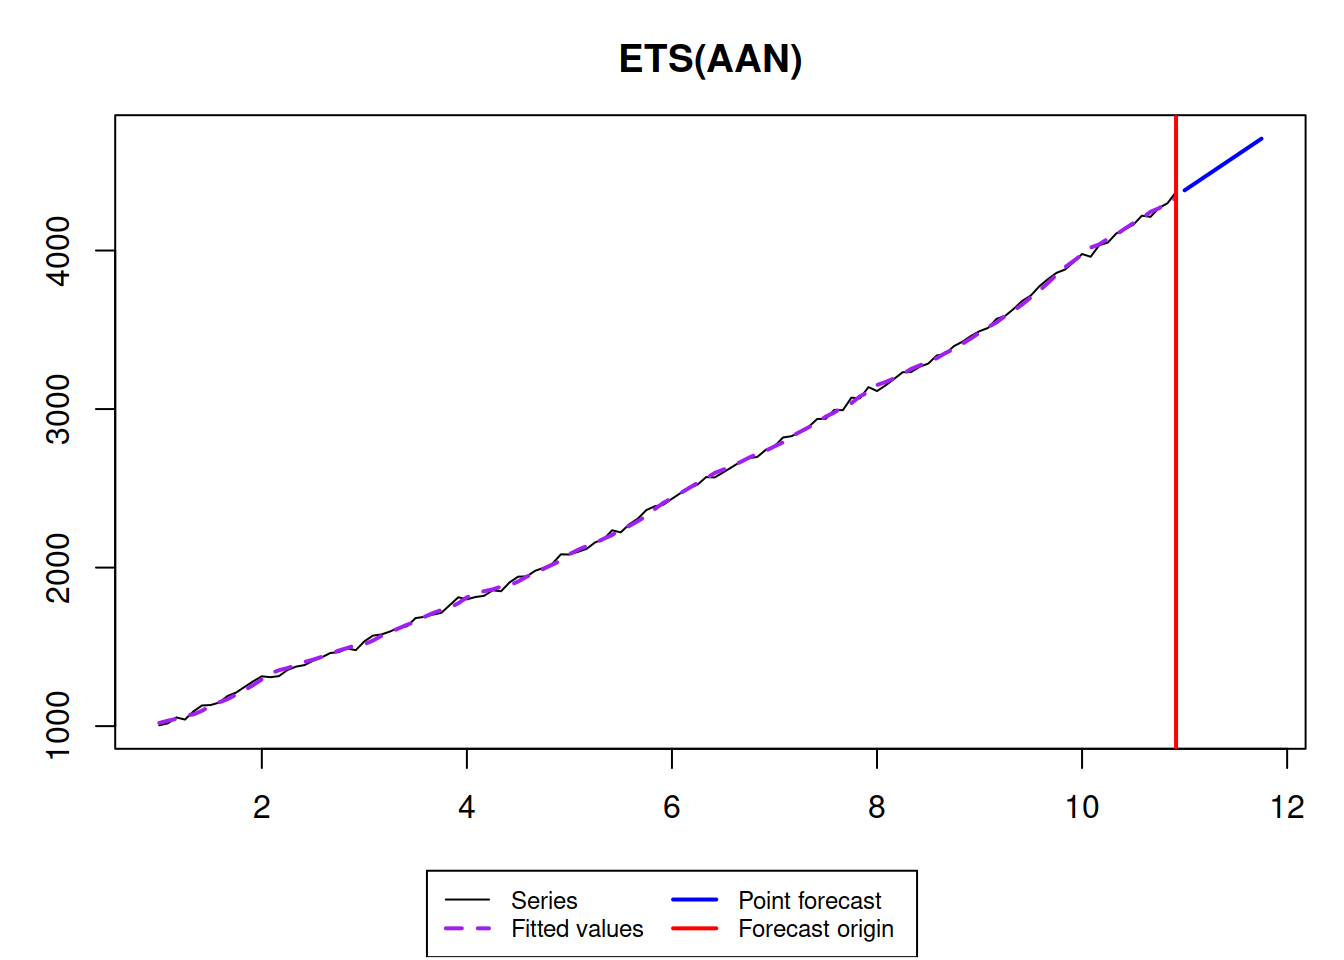 ETS(AAN)
4000
3000
2000
1000
2 4 6 8 10 12
Series Point forecast
Fitted values Forecast origin